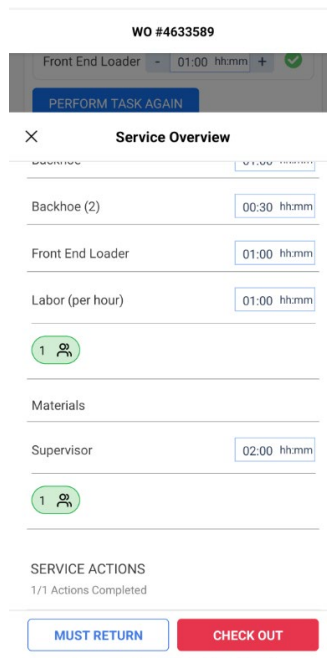 WO #4633589
Front End Loader - 01:00 hh:mm +
PERFORM TASK AGAIN
Service Overview
Backhoe (2) 00:30 hh:mm
Front End Loader 01:00 hh:mm
Labor (per hour) 01:00 hh:mm
1
Materials
Supervisor 02:00 hh:mm
1
SERVICE ACTIONS
1/1 Actions Completed
MUST RETURN CHECK OUT